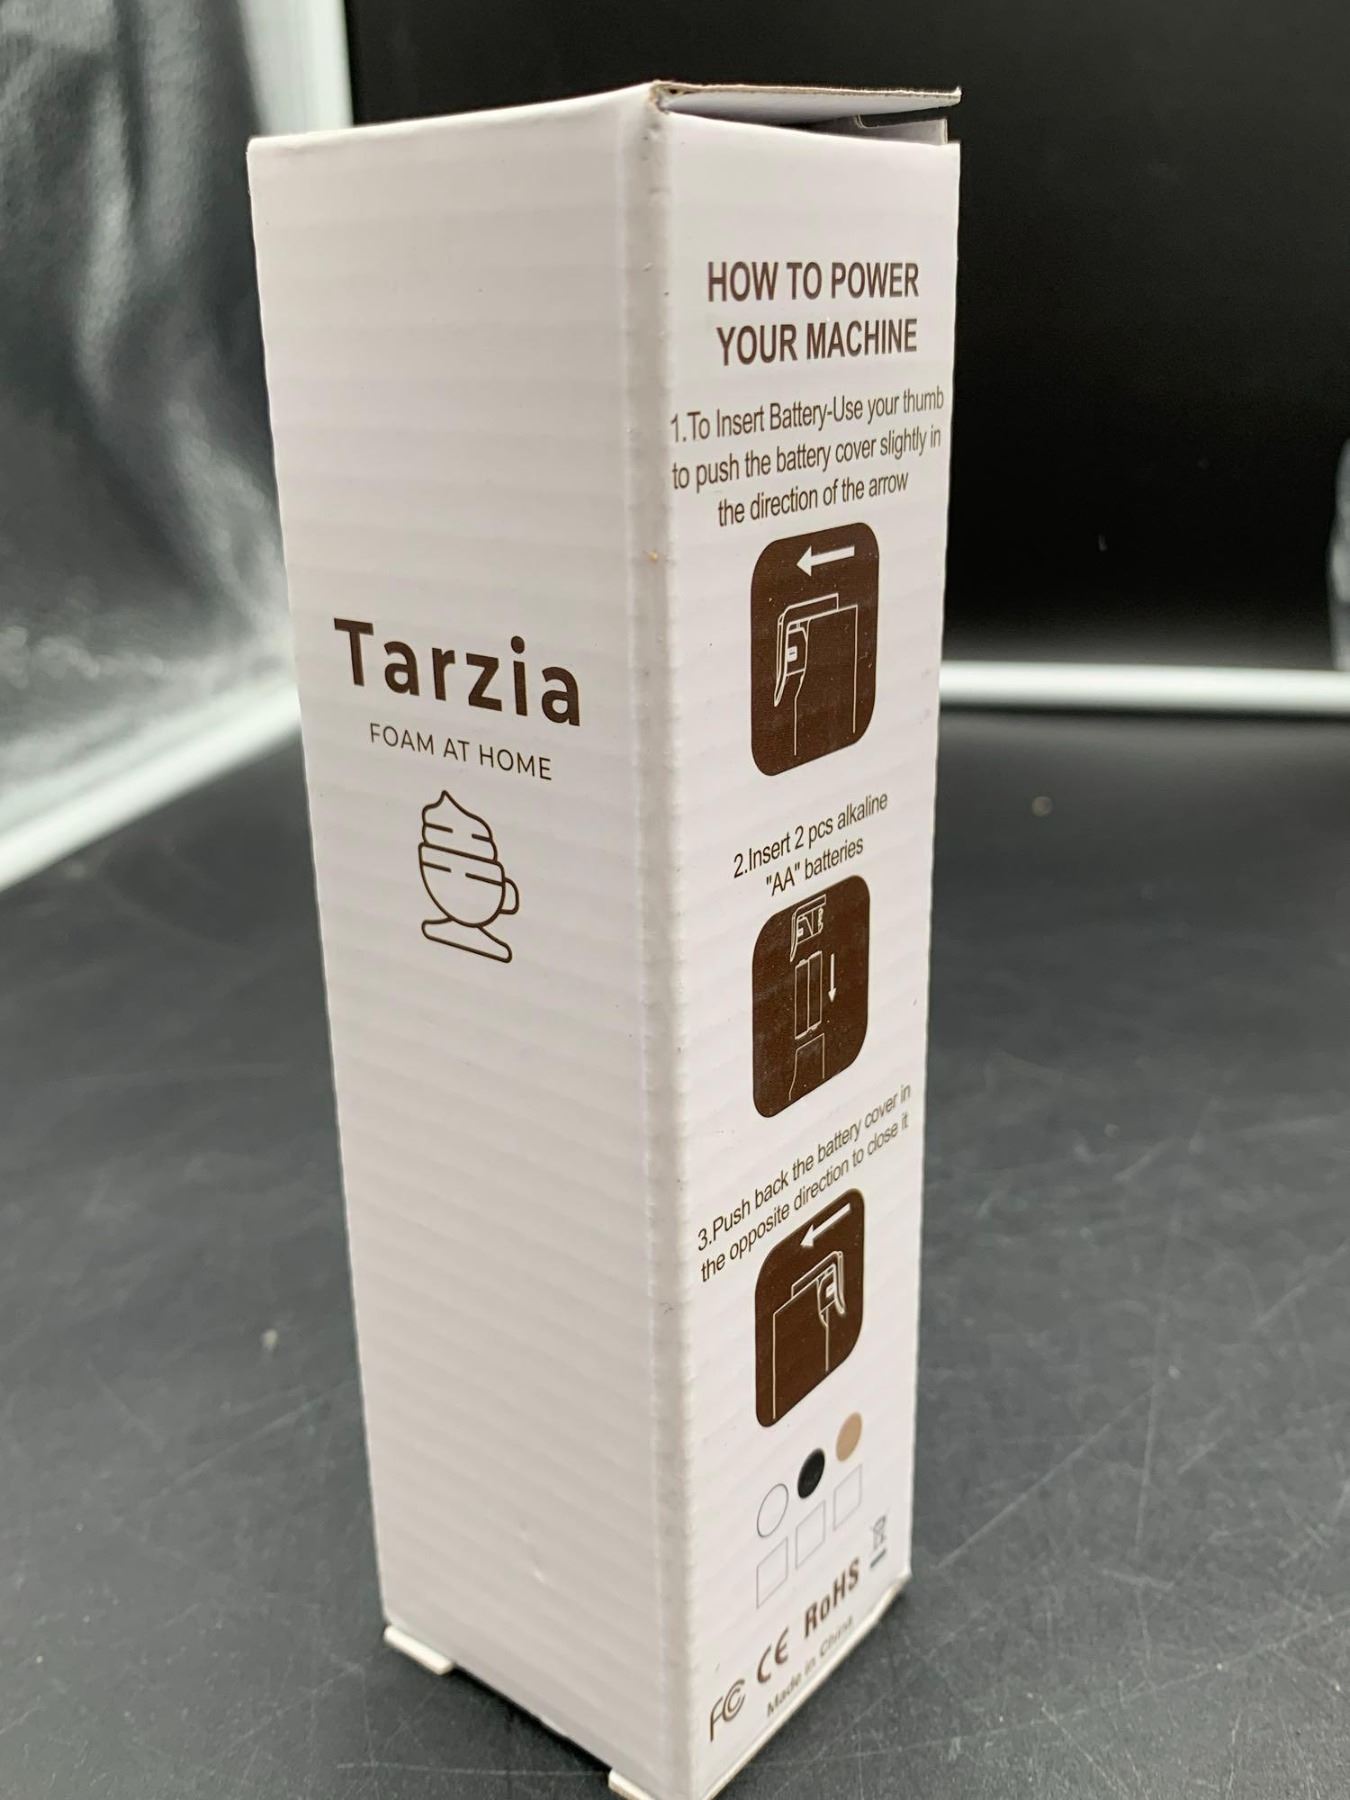 Tarzia
FOAM AT HOME
HOW TO POWER
YOUR MACHINE
1.To Insert Battery-Use your thumb
to push the battery cover slightly in
the direction of the arrow
2.Insert 2 pcs alkaline
"AA" batteries
3.Push back the battery cover in
the opposite direction to close it
FC CE RoHS
Made in China